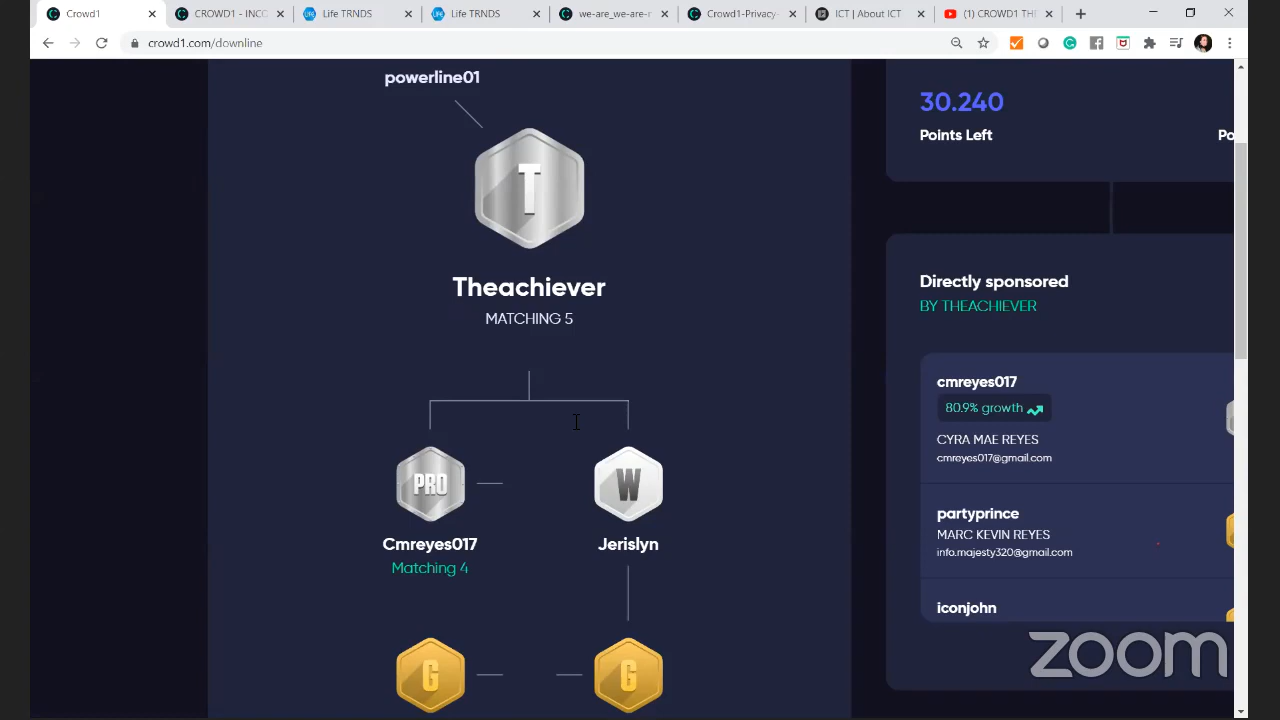 Crowd1
CROWD1 - INCC
Life TRNDS
Life TRNDS
we-are_we-are-r
Crowd1-privacy-
ICT | About ICT
(1) CROWD1 THE
crowd1.com/downline
powerline01
T
Theachiever
MATCHING 5
PRO
W
Cmreyes017
Jerislyn
Matching 4
G
G
30.240
Points Left
Po
Directly sponsored
BY THEACHIEVER
cmreyes017
80.9% growth
CYRA MAE REYES
cmreyes017@gmail.com
partyprince
MARC KEVIN REYES
info.majesty320@gmail.com
iconjohn
zoom